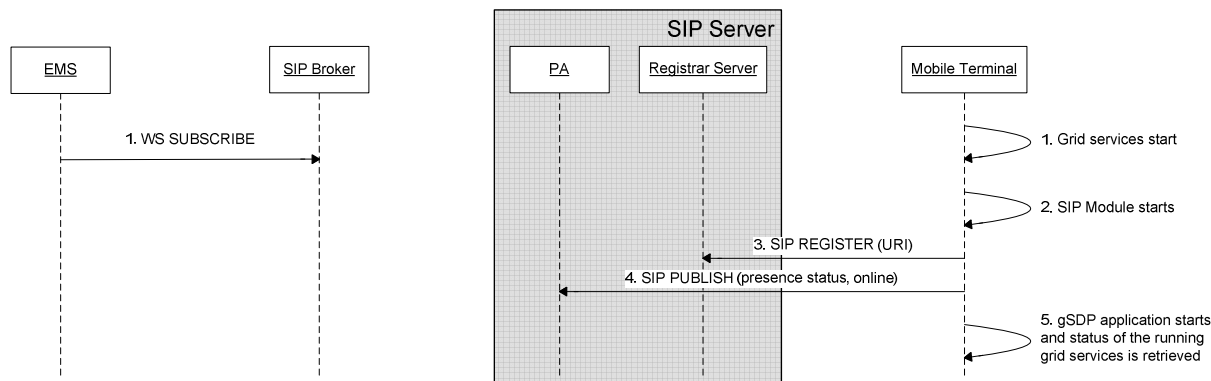 SIP Server
EMS
SIP Broker
PA
Registrar Server
Mobile Terminal
1. WS SUBSCRIBE
1. Grid services start
2. SIP Module starts
3. SIP REGISTER (URI)
4. SIP PUBLISH (presence status, online)
5. gSDP application starts
and status of the running
grid services is retrieved